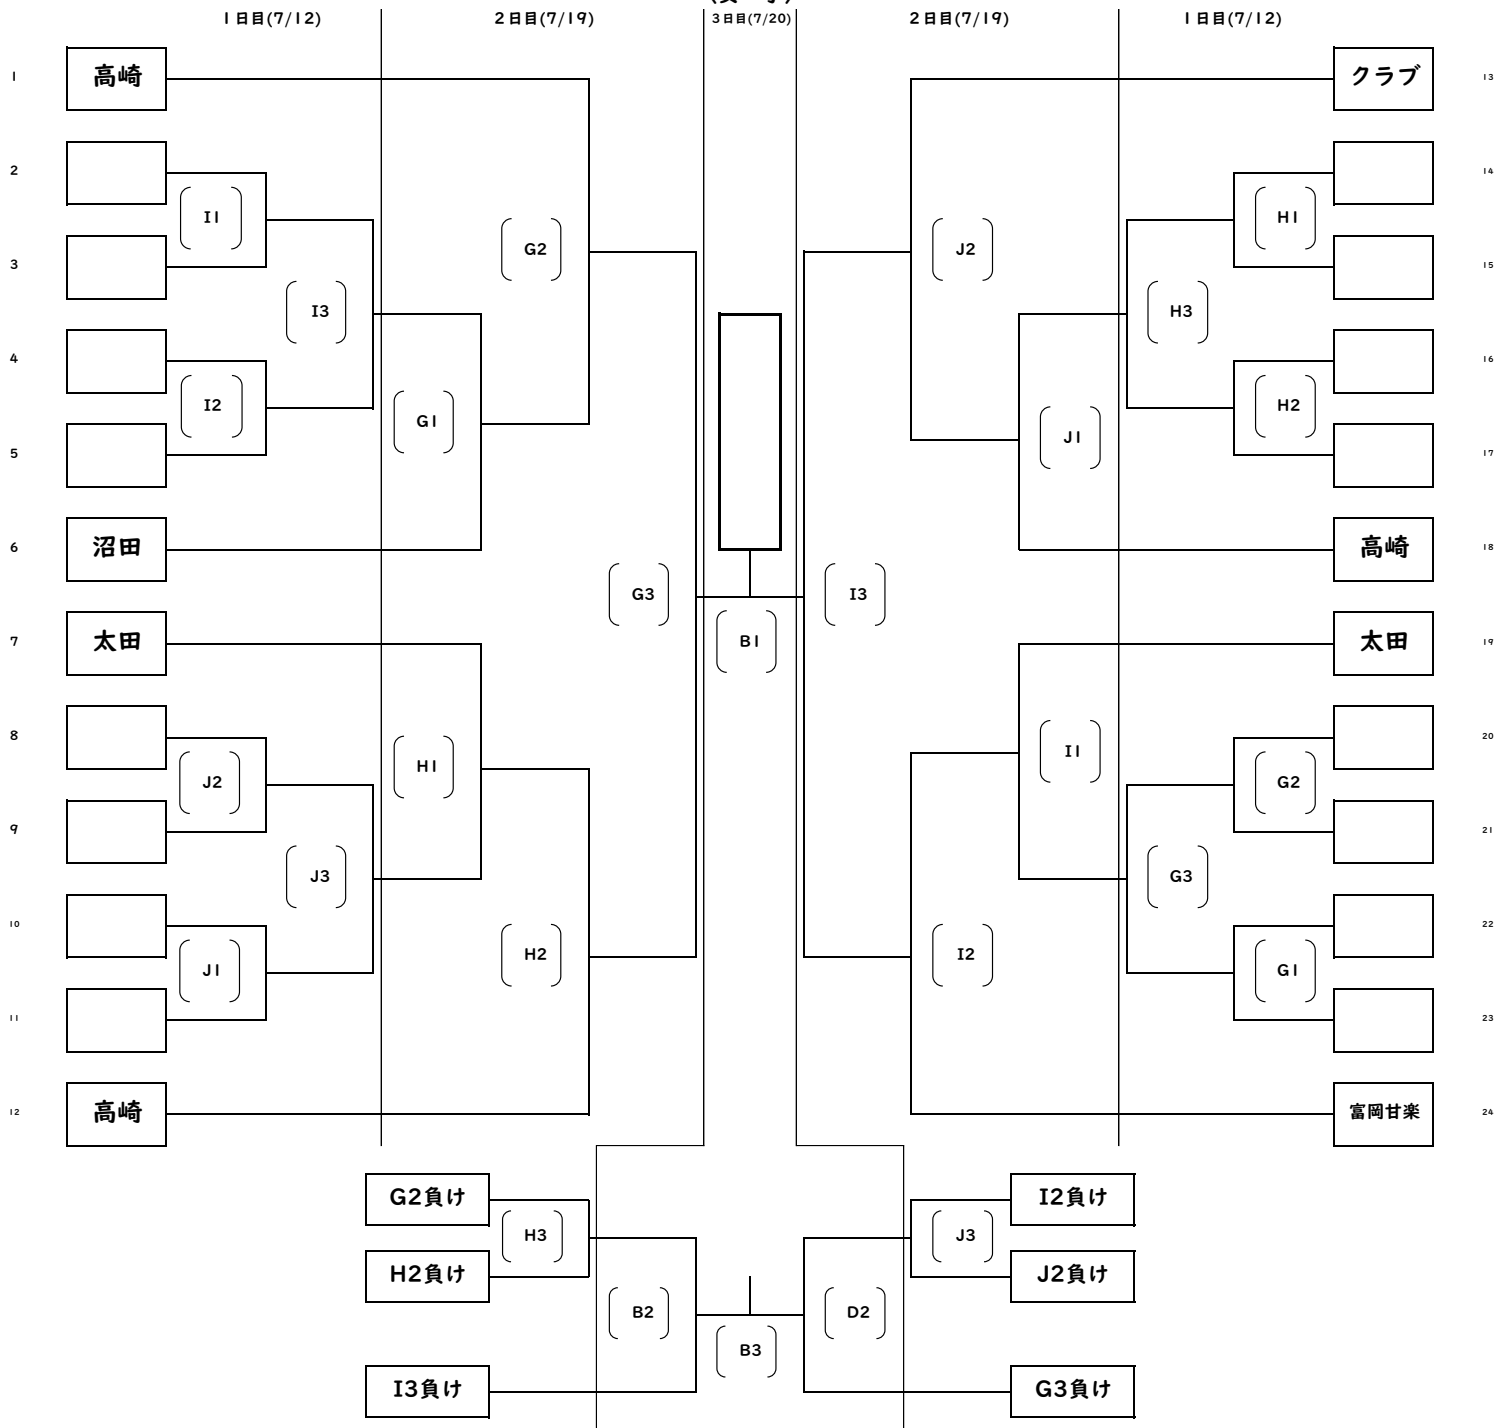 1日目(7/12) 2日目(7/19) 3日目(7/20) 2日目(7/19) 1日目(7/12)
1 高崎 クラブ 13
2 14
I1 H1
G2 J2
3 15
I3 H3
4 16
I2 H2
G1 J1
5 17
6 沼田 高崎 18
G3 I3
7 太田 B1 太田 19
8 20
H1 I1
J2 G2
9 21
J3 G3
10 22
H2 I2
J1 G1
11 23
12 高崎 富岡甘楽 24
G2負け I2負け
H3 J3
H2負け J2負け
B2 D2
B3
I3負け G3負け